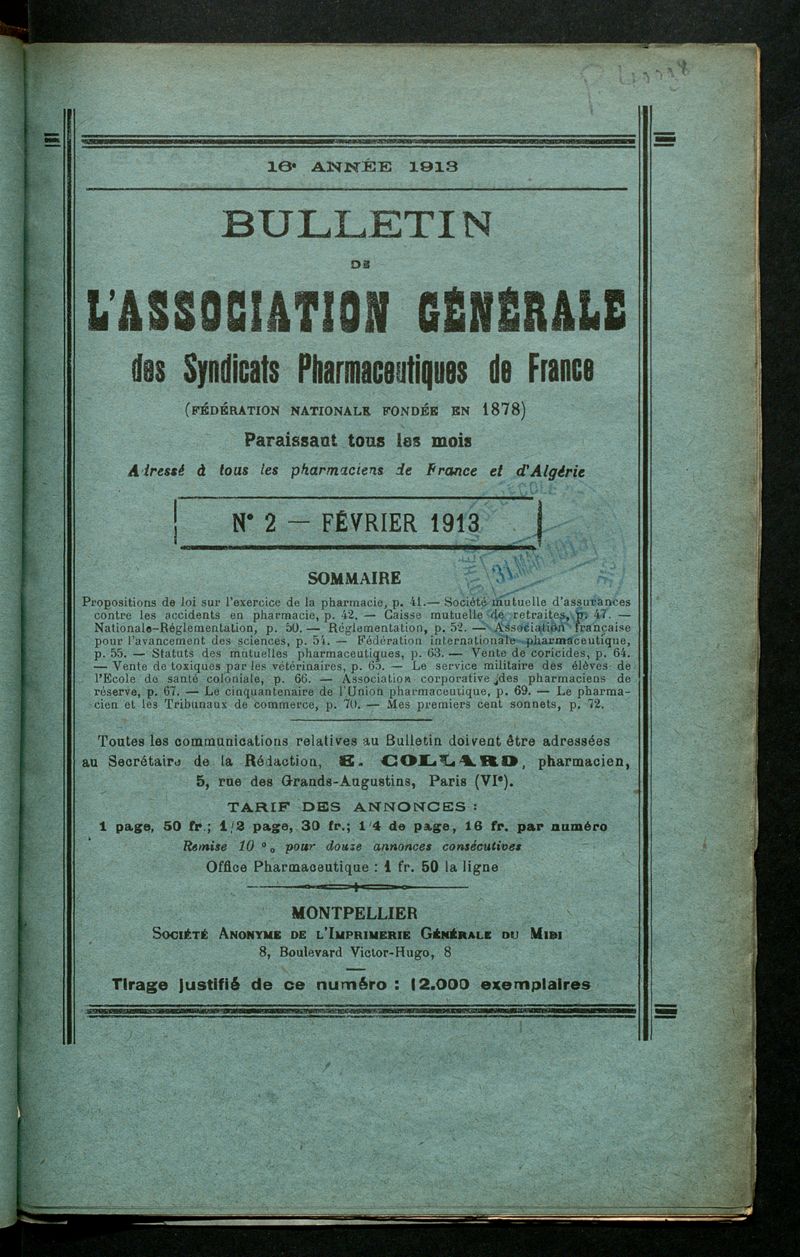 16e ANNÉE 1913
BULLETIN
DE
L'ASSOCIATION GÉNÉRALE
des Syndicats Pharmaceutiques de France
(FÉDÉRATION NATIONALE FONDÉE EN 1878)
Paraissant tous les mois
Adressé à tous les pharmaciens de France et d'Algérie
N° 2 — FÉVRIER 1913
31 MAI 1913
SOMMAIRE
Propositions de loi sur l'exercice de la pharmacie, p. 41.— Société mutuelle d'assurances
contre les accidents en pharmacie, p. 42. — Caisse mutuelle de retraites, p. 47. —
Nationale-Réglementation, p. 50. — Réglementation, p. 52. — Association française
pour l'avancement des sciences, p. 54. — Fédération internationale pharmaceutique,
p. 55. — Statuts des mutuelles pharmaceutiques, p. 63. — Vente de coricides, p. 64.
— Vente de toxiques par les vétérinaires, p. 65. — Le service militaire des élèves de
l'Ecole de santé coloniale, p. 66. — Association corporative des pharmaciens de
réserve, p. 67. — Le cinquantenaire de l'Union pharmaceutique, p. 69. — Le pharma-
cien et les Tribunaux de commerce, p. 70. — Mes premiers cent sonnets, p. 72.
Toutes les communications relatives au Bulletin doivent être adressées
au Secrétaire de la Rédaction, E. COLLARD, pharmacien,
5, rue des Grands-Augustins, Paris (VIe).
TARIF DES ANNONCES :
1 page, 50 fr.; 1/2 page, 30 fr.; 1/4 de page, 16 fr. par numéro
Remise 10 % pour douze annonces consécutives
Office Pharmaceutique : 1 fr. 50 la ligne
MONTPELLIER
SOCIÉTÉ ANONYME DE L'IMPRIMERIE GÉNÉRALE DU MIDI
8, Boulevard Victor-Hugo, 8
Tirage justifié de ce numéro : 12.000 exemplaires